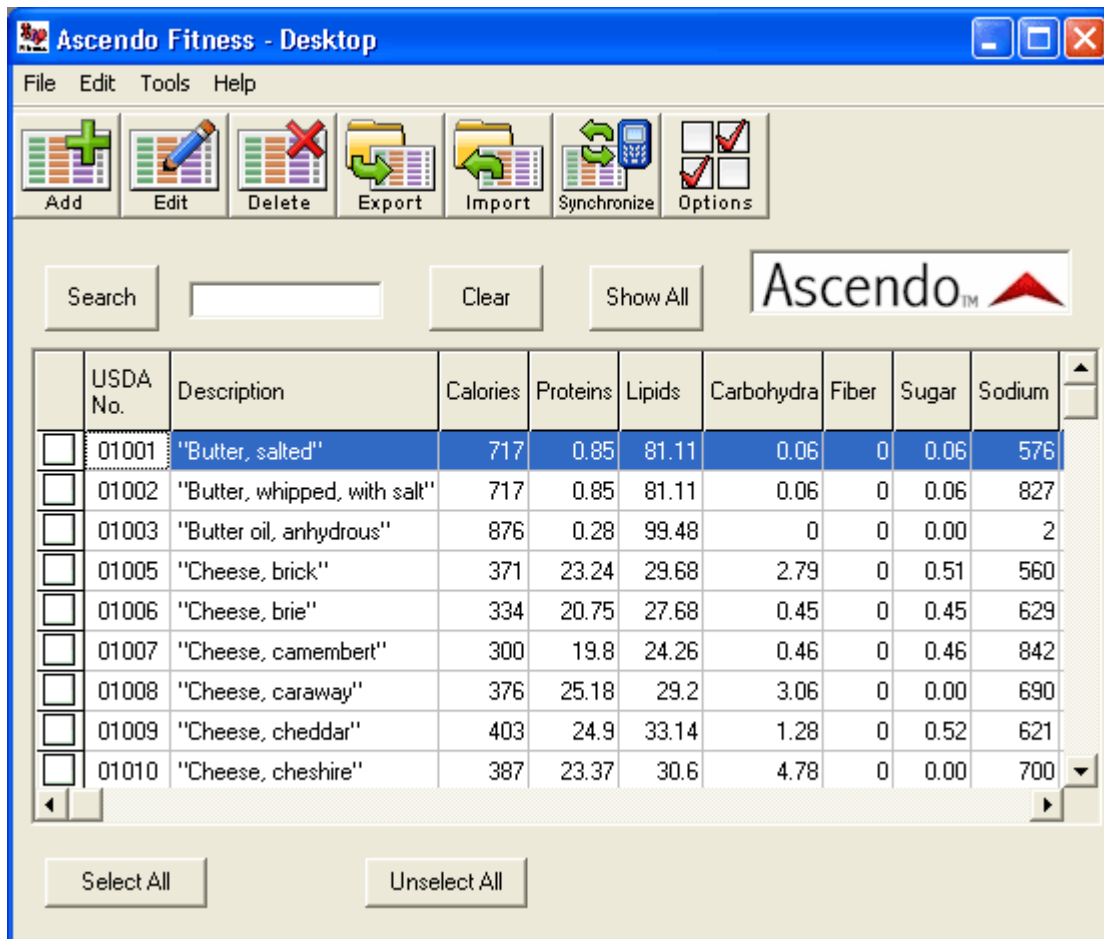 Ascendo Fitness - Desktop
File Edit Tools Help
Add Edit Delete Export Import Synchronize Options
Search Clear Show All Ascendo™
USDA No. Description Calories Proteins Lipids Carbohydra Fiber Sugar Sodium
01001 "Butter, salted" 717 0.85 81.11 0.06 0 0.06 576
01002 "Butter, whipped, with salt" 717 0.85 81.11 0.06 0 0.06 827
01003 "Butter oil, anhydrous" 876 0.28 99.48 0 0 0.00 2
01005 "Cheese, brick" 371 23.24 29.68 2.79 0 0.51 560
01006 "Cheese, brie" 334 20.75 27.68 0.45 0 0.45 629
01007 "Cheese, camembert" 300 19.8 24.26 0.46 0 0.46 842
01008 "Cheese, caraway" 376 25.18 29.2 3.06 0 0.00 690
01009 "Cheese, cheddar" 403 24.9 33.14 1.28 0 0.52 621
01010 "Cheese, cheshire" 387 23.37 30.6 4.78 0 0.00 700
Select All Unselect All